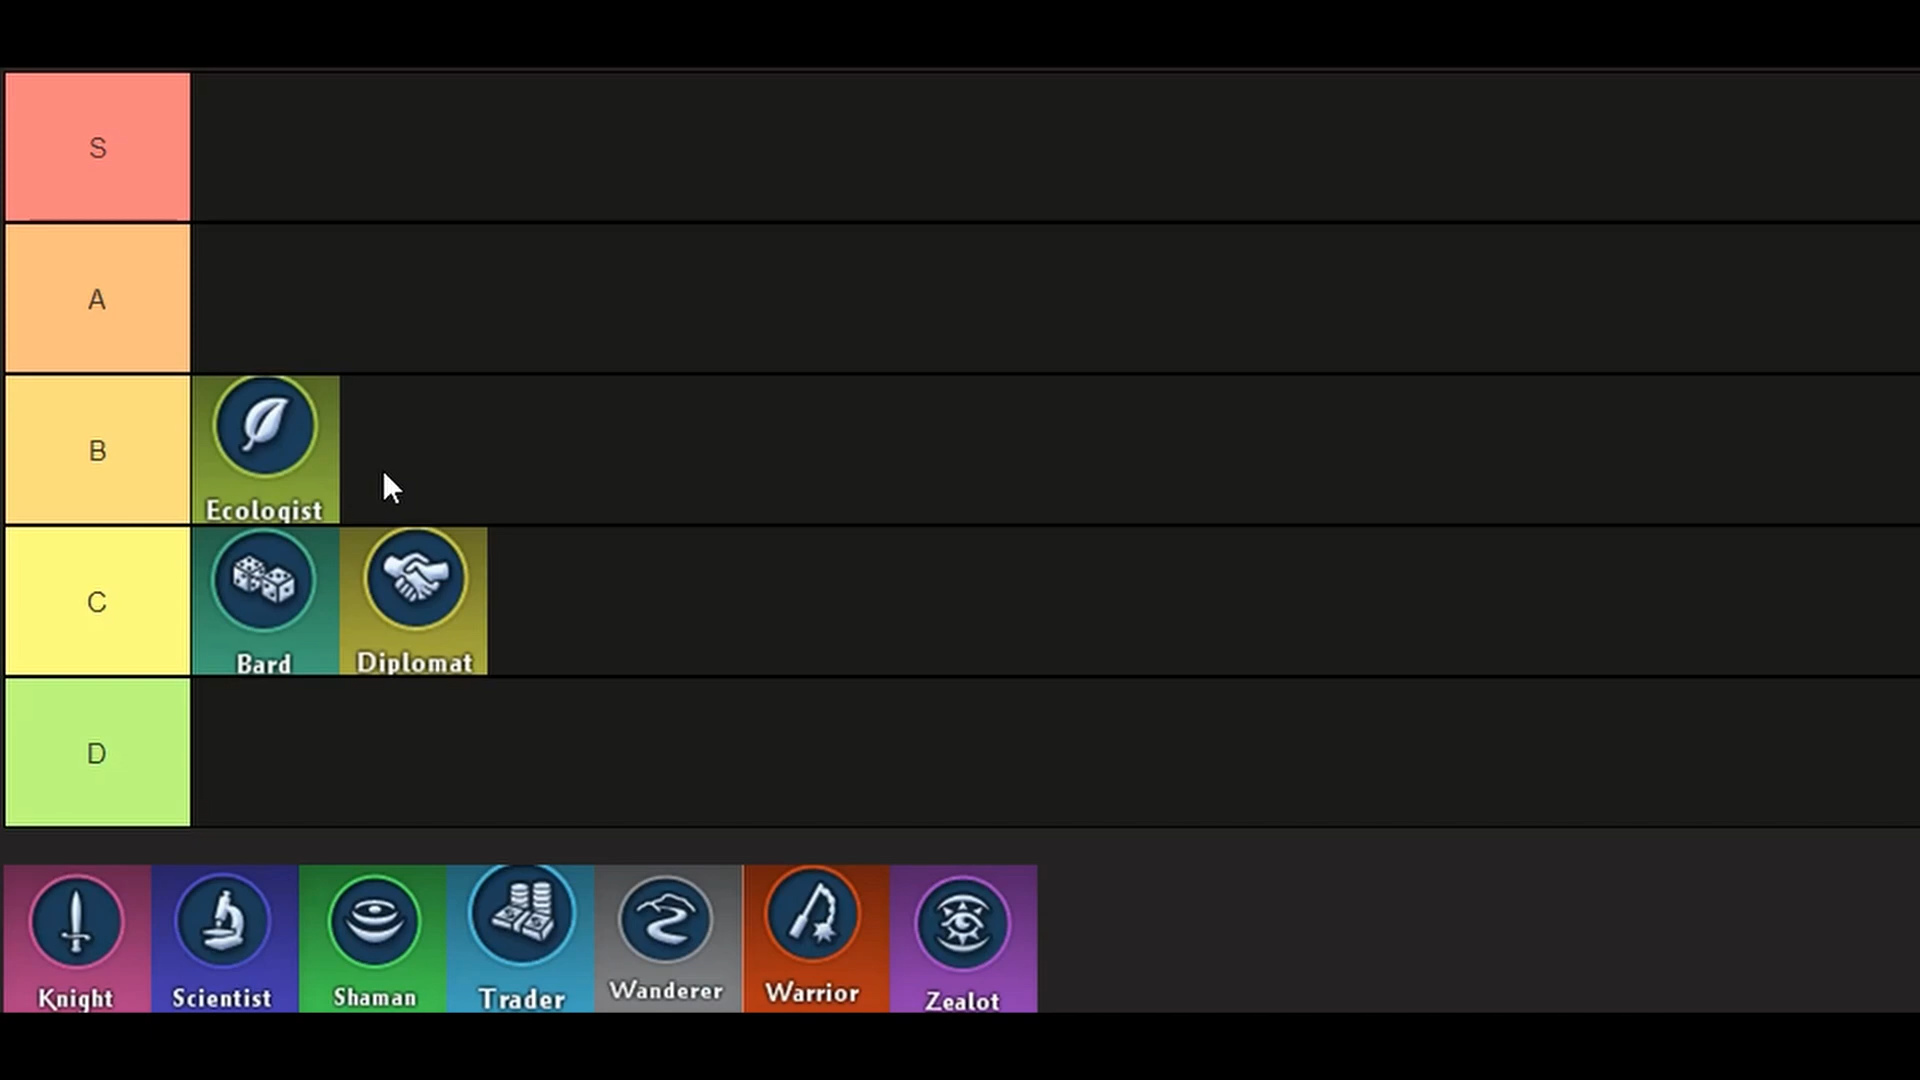 S
A
B
Ecologist
C
Bard Diplomat
D
Knight Scientist Shaman Trader Wanderer Warrior Zealot